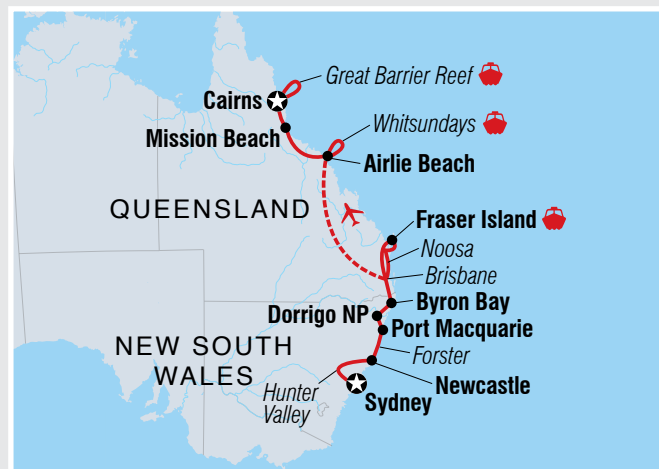 Great Barrier Reef
Cairns
Whitsundays
Mission Beach
Airlie Beach
QUEENSLAND
Fraser Island
Noosa
Brisbane
Byron Bay
Dorrigo NP
Port Macquarie
NEW SOUTH
WALES
Forster
Hunter
Valley
Newcastle
Sydney